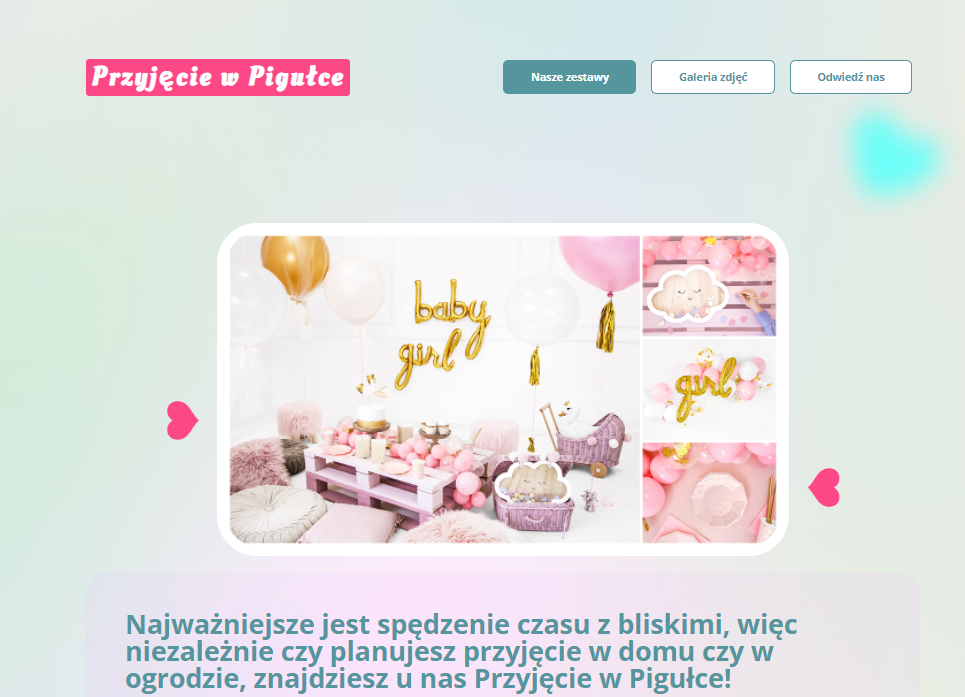 Przyjęcie w Pigułce
Nasze zestawy
Galeria zdjęć
Odwiedź nas
baby
girl
girl
Najważniejsze jest spędzenie czasu z bliskimi, więc
niezależnie czy planujesz przyjęcie w domu czy w
ogrodzie, znajdziesz u nas Przyjęcie w Pigułce!